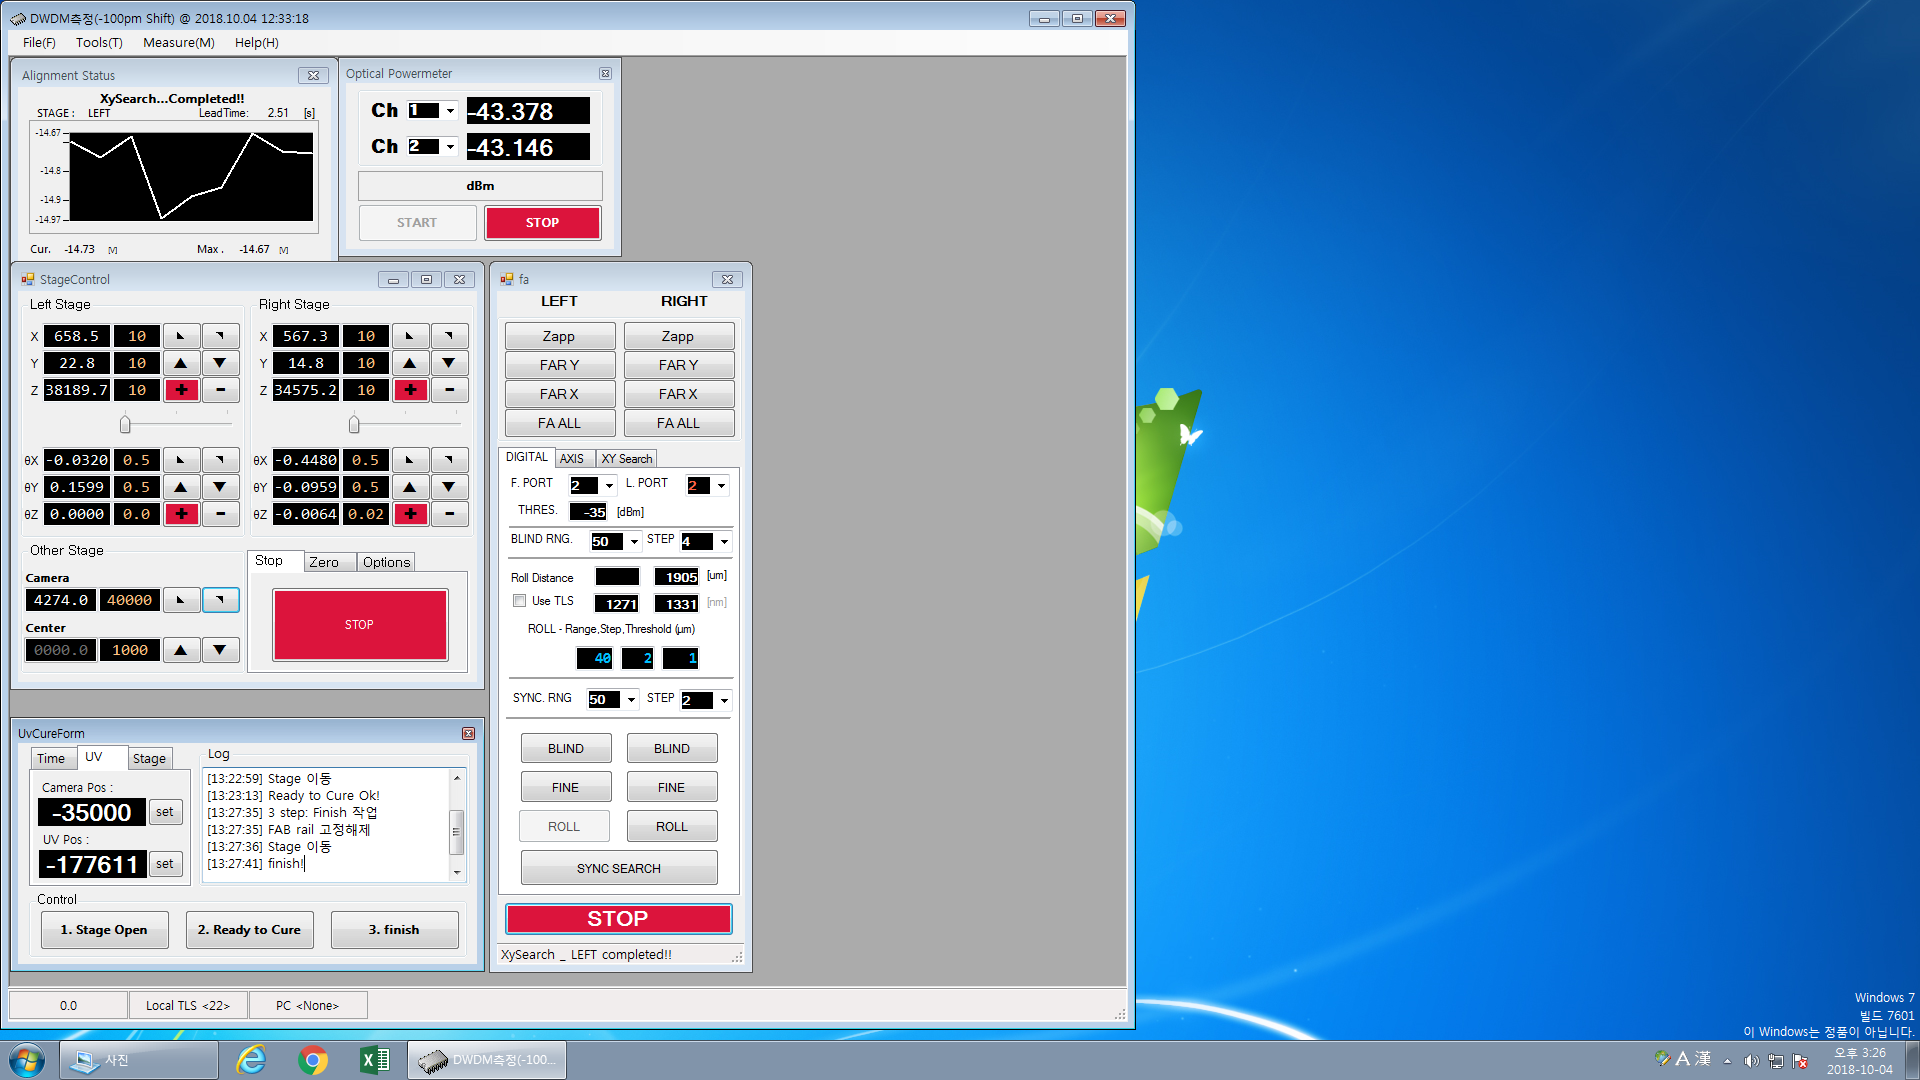 DWDM측정(-100pm Shift) @ 2018.10.04 12:33:18
File(F) Tools(T) Measure(M) Help(H)
Alignment Status
XySearch...Completed!!
STAGE : LEFT LeadTime: 2.51 [s]
-14.67
-14.8
-14.9
-14.97
Cur. -14.73 [V] Max . -14.67 [V]
Optical Powermeter
Ch 1 -43.378
Ch 2 -43.146
dBm
START STOP
StageControl
Left Stage
X 658.5 10
Y 22.8 10
Z 38189.7 10 + -
θX -0.0320 0.5
θY 0.1599 0.5
θZ 0.0000 0.0 + -
Right Stage
X 567.3 10
Y 14.8 10
Z 34575.2 10 + -
θX -0.4480 0.5
θY -0.0959 0.5
θZ -0.0064 0.02 + -
Other Stage
Camera
4274.0 40000
Center
0000.0 1000
Stop Zero Options
STOP
fa
LEFT RIGHT
Zapp Zapp
FAR Y FAR Y
FAR X FAR X
FA ALL FA ALL
DIGITAL AXIS XY Search
F. PORT 2 L. PORT 2
THRES. -35 [dBm]
BLIND RNG. 50 STEP 4
Roll Distance 1905 [um]
Use TLS 1271 1331 [nm]
ROLL - Range,Step,Threshold (μm)
40 2 1
SYNC. RNG 50 STEP 2
BLIND BLIND
FINE FINE
ROLL ROLL
SYNC SEARCH
STOP
XySearch _ LEFT completed!!
UvCureForm
Time UV Stage
Camera Pos :
-35000 set
UV Pos :
-177611 set
Log
[13:22:59] Stage 이동
[13:23:13] Ready to Cure Ok!
[13:27:35] 3 step: Finish 작업
[13:27:35] FAB rail 고정해제
[13:27:36] Stage 이동
[13:27:41] finish!
Control
1. Stage Open 2. Ready to Cure 3. finish
0.0 Local TLS <22> PC <None>
Windows 7
빌드 7601
이 Windows는 정품이 아닙니다.
사진 DWDM측정(-100... A 漢 오후 3:26
2018-10-04